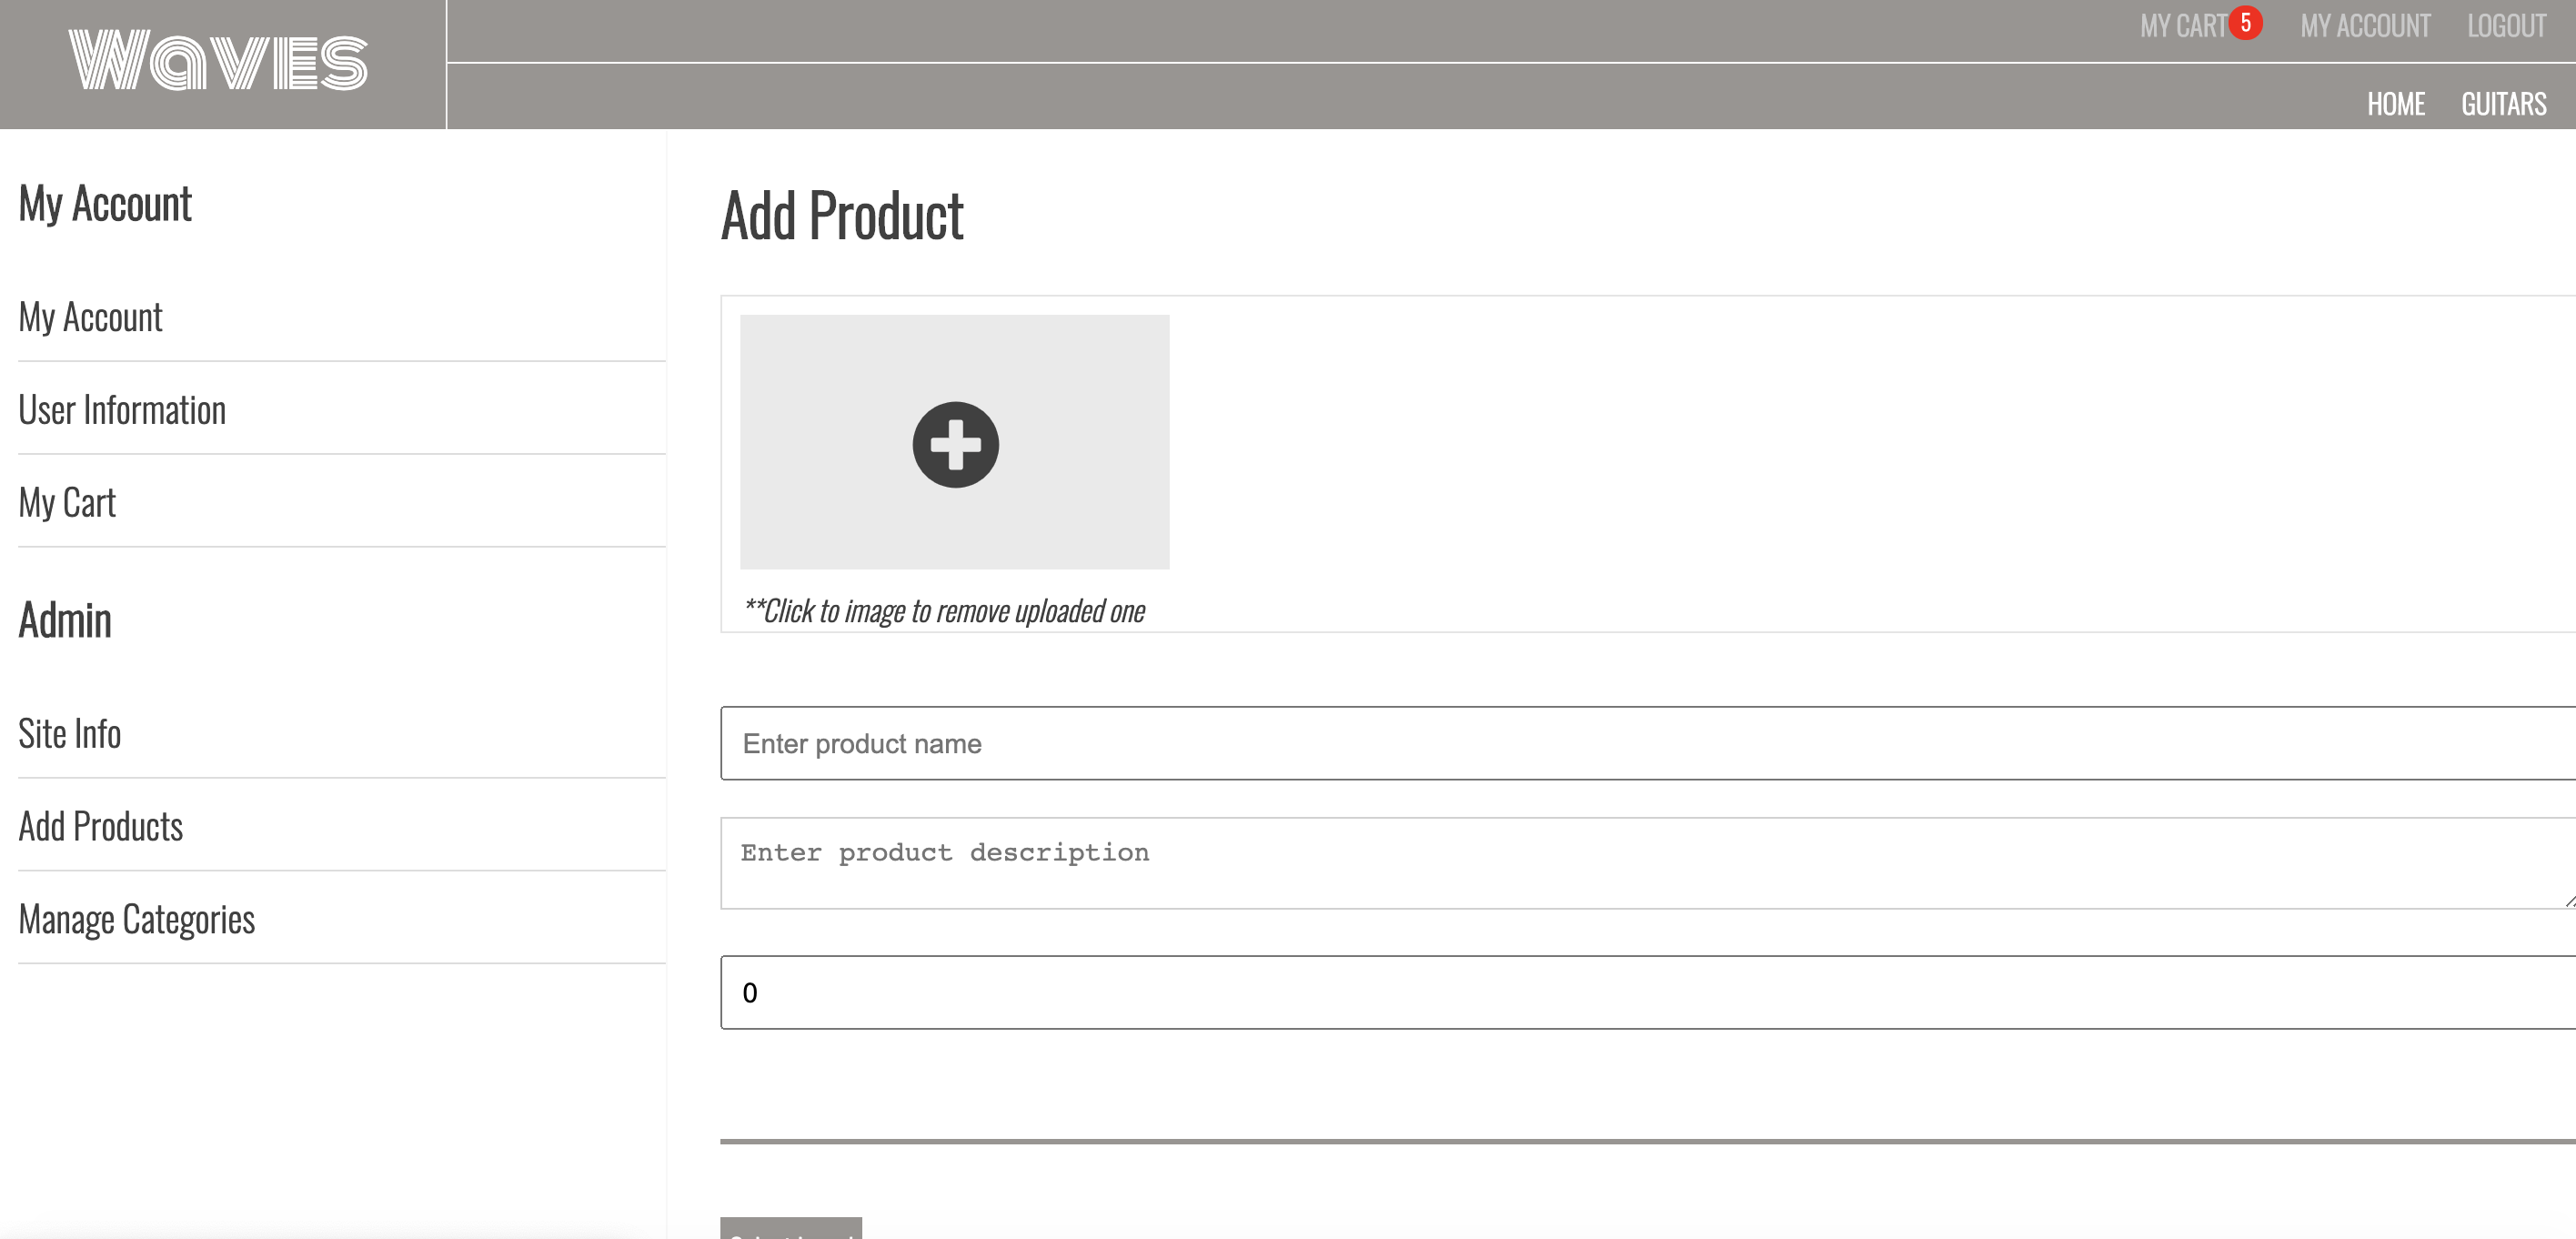 Waves
MY CART 5 MY ACCOUNT LOGOUT
HOME GUITARS
My Account
My Account
User Information
My Cart
Admin
Site Info
Add Products
Manage Categories
Add Product
**Click to image to remove uploaded one
Enter product name
Enter product description
0